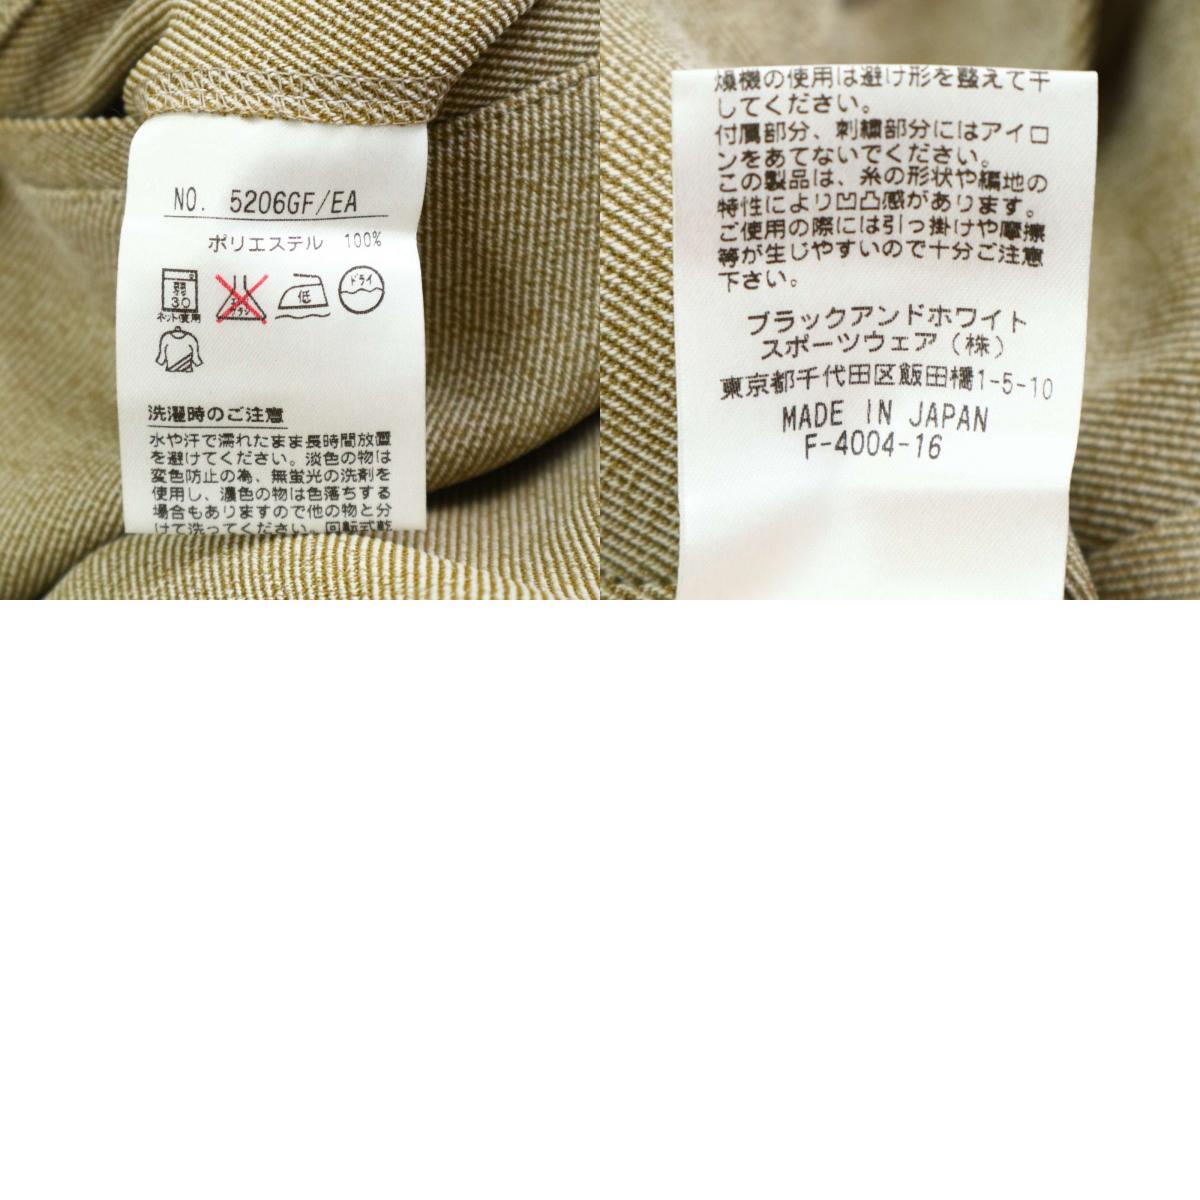 NO. 5206GF/EA
ポリエステル 100%
弱
30
ネット使用
低
ドライ
洗濯時のご注意
水や汗で濡れたまま長時間放置
を避けてください。淡色の物は
変色防止の為、無蛍光の洗剤を
使用し、濃色の物は色落ちする
場合もありますので他の物と分
けて洗ってください。回転式乾
燥機の使用は避け形を整えて干
してください。
付属部分、刺繍部分にはアイロ
ンをあてないでください。
この製品は、糸の形状や編地の
特性により凹凸感があります。
ご使用の際には引っ掛けや摩擦
等が生じやすいので十分ご注意
下さい。
ブラックアンドホワイト
スポーツウェア(株)
東京都千代田区飯田橋1-5-10
MADE IN JAPAN
F-4004-16